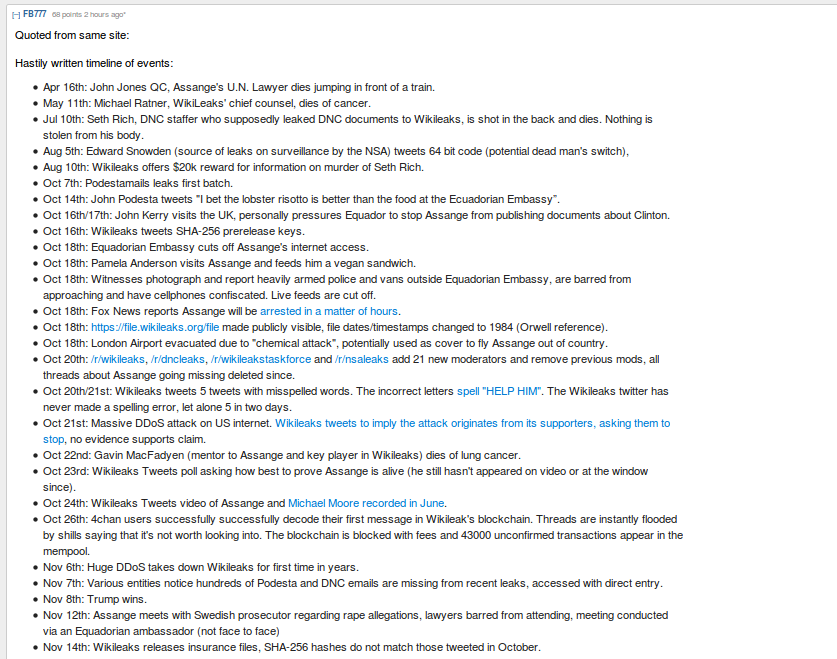 [–] FB777 68 points 2 hours ago*
Quoted from same site:
Hastily written timeline of events:
• Apr 16th: John Jones QC, Assange's U.N. Lawyer dies jumping in front of a train.
• May 11th: Michael Ratner, WikiLeaks' chief counsel, dies of cancer.
• Jul 10th: Seth Rich, DNC staffer who supposedly leaked DNC documents to Wikileaks, is shot in the back and dies. Nothing is
stolen from his body.
• Aug 5th: Edward Snowden (source of leaks on surveillance by the NSA) tweets 64 bit code (potential dead man's switch),
• Aug 10th: Wikileaks offers $20k reward for information on murder of Seth Rich.
• Oct 7th: Podestamails leaks first batch.
• Oct 14th: John Podesta tweets "I bet the lobster risotto is better than the food at the Ecuadorian Embassy”.
• Oct 16th/17th: John Kerry visits the UK, personally pressures Equador to stop Assange from publishing documents about Clinton.
• Oct 16th: Wikileaks tweets SHA-256 prerelease keys.
• Oct 18th: Equadorian Embassy cuts off Assange's internet access.
• Oct 18th: Pamela Anderson visits Assange and feeds him a vegan sandwich.
• Oct 18th: Witnesses photograph and report heavily armed police and vans outside Equadorian Embassy, are barred from
approaching and have cellphones confiscated. Live feeds are cut off.
• Oct 18th: Fox News reports Assange will be arrested in a matter of hours.
• Oct 18th: https://file.wikileaks.org/file made publicly visible, file dates/timestamps changed to 1984 (Orwell reference).
• Oct 18th: London Airport evacuated due to "chemical attack", potentially used as cover to fly Assange out of country.
• Oct 20th: /r/wikileaks, /r/dncleaks, /r/wikileakstaskforce and /r/nsaleaks add 21 new moderators and remove previous mods, all
threads about Assange going missing deleted since.
• Oct 20th/21st: Wikileaks tweets 5 tweets with misspelled words. The incorrect letters spell "HELP HIM". The Wikileaks twitter has
never made a spelling error, let alone 5 in two days.
• Oct 21st: Massive DDoS attack on US internet. Wikileaks tweets to imply the attack originates from its supporters, asking them to
stop, no evidence supports claim.
• Oct 22nd: Gavin MacFadyen (mentor to Assange and key player in Wikileaks) dies of lung cancer.
• Oct 23rd: Wikileaks Tweets poll asking how best to prove Assange is alive (he still hasn't appeared on video or at the window
since).
• Oct 24th: Wikileaks Tweets video of Assange and Michael Moore recorded in June.
• Oct 26th: 4chan users successfully successfully decode their first message in Wikileak's blockchain. Threads are instantly flooded
by shills saying that it's not worth looking into. The blockchain is blocked with fees and 43000 unconfirmed transactions appear in the
mempool.
• Nov 6th: Huge DDoS takes down Wikileaks for first time in years.
• Nov 7th: Various entities notice hundreds of Podesta and DNC emails are missing from recent leaks, accessed with direct entry.
• Nov 8th: Trump wins.
• Nov 12th: Assange meets with Swedish prosecutor regarding rape allegations, lawyers barred from attending, meeting conducted
via an Equadorian ambassador (not face to face)
• Nov 14th: Wikileaks releases insurance files, SHA-256 hashes do not match those tweeted in October.